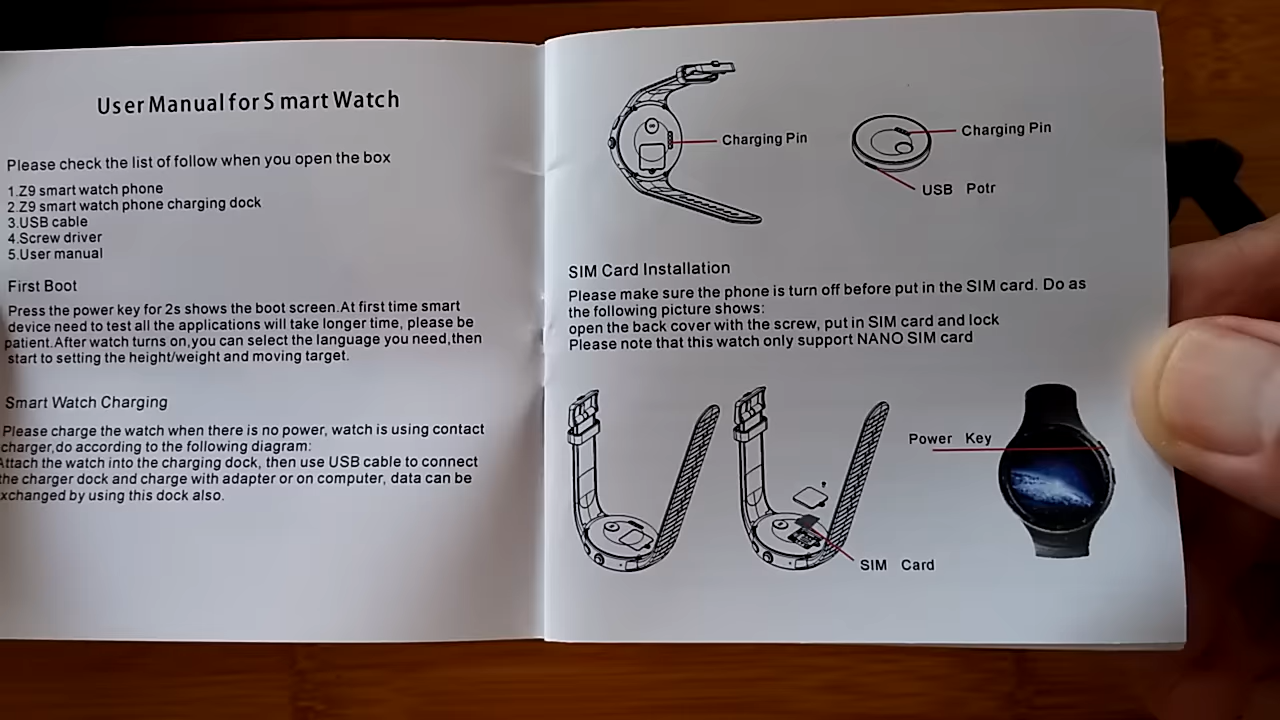 User Manual for S mart Watch
Please check the list of follow when you open the box
1.Z9 smart watch phone
2.Z9 smart watch phone charging dock
3.USB cable
4.Screw driver
5.User manual
First Boot
Press the power key for 2s shows the boot screen.At first time smart
device need to test all the applications will take longer time, please be
patient.After watch turns on,you can select the language you need,then
start to setting the height/weight and moving target.
Smart Watch Charging
Please charge the watch when there is no power, watch is using contact
charger,do according to the following diagram:
Attach the watch into the charging dock, then use USB cable to connect
the charger dock and charge with adapter or on computer, data can be
xchanged by using this dock also.
Charging Pin
Charging Pin
USB Potr
SIM Card Installation
Please make sure the phone is turn off before put in the SIM card. Do as
the following picture shows:
open the back cover with the screw, put in SIM card and lock
Please note that this watch only support NANO SIM card
Power Key
SIM Card